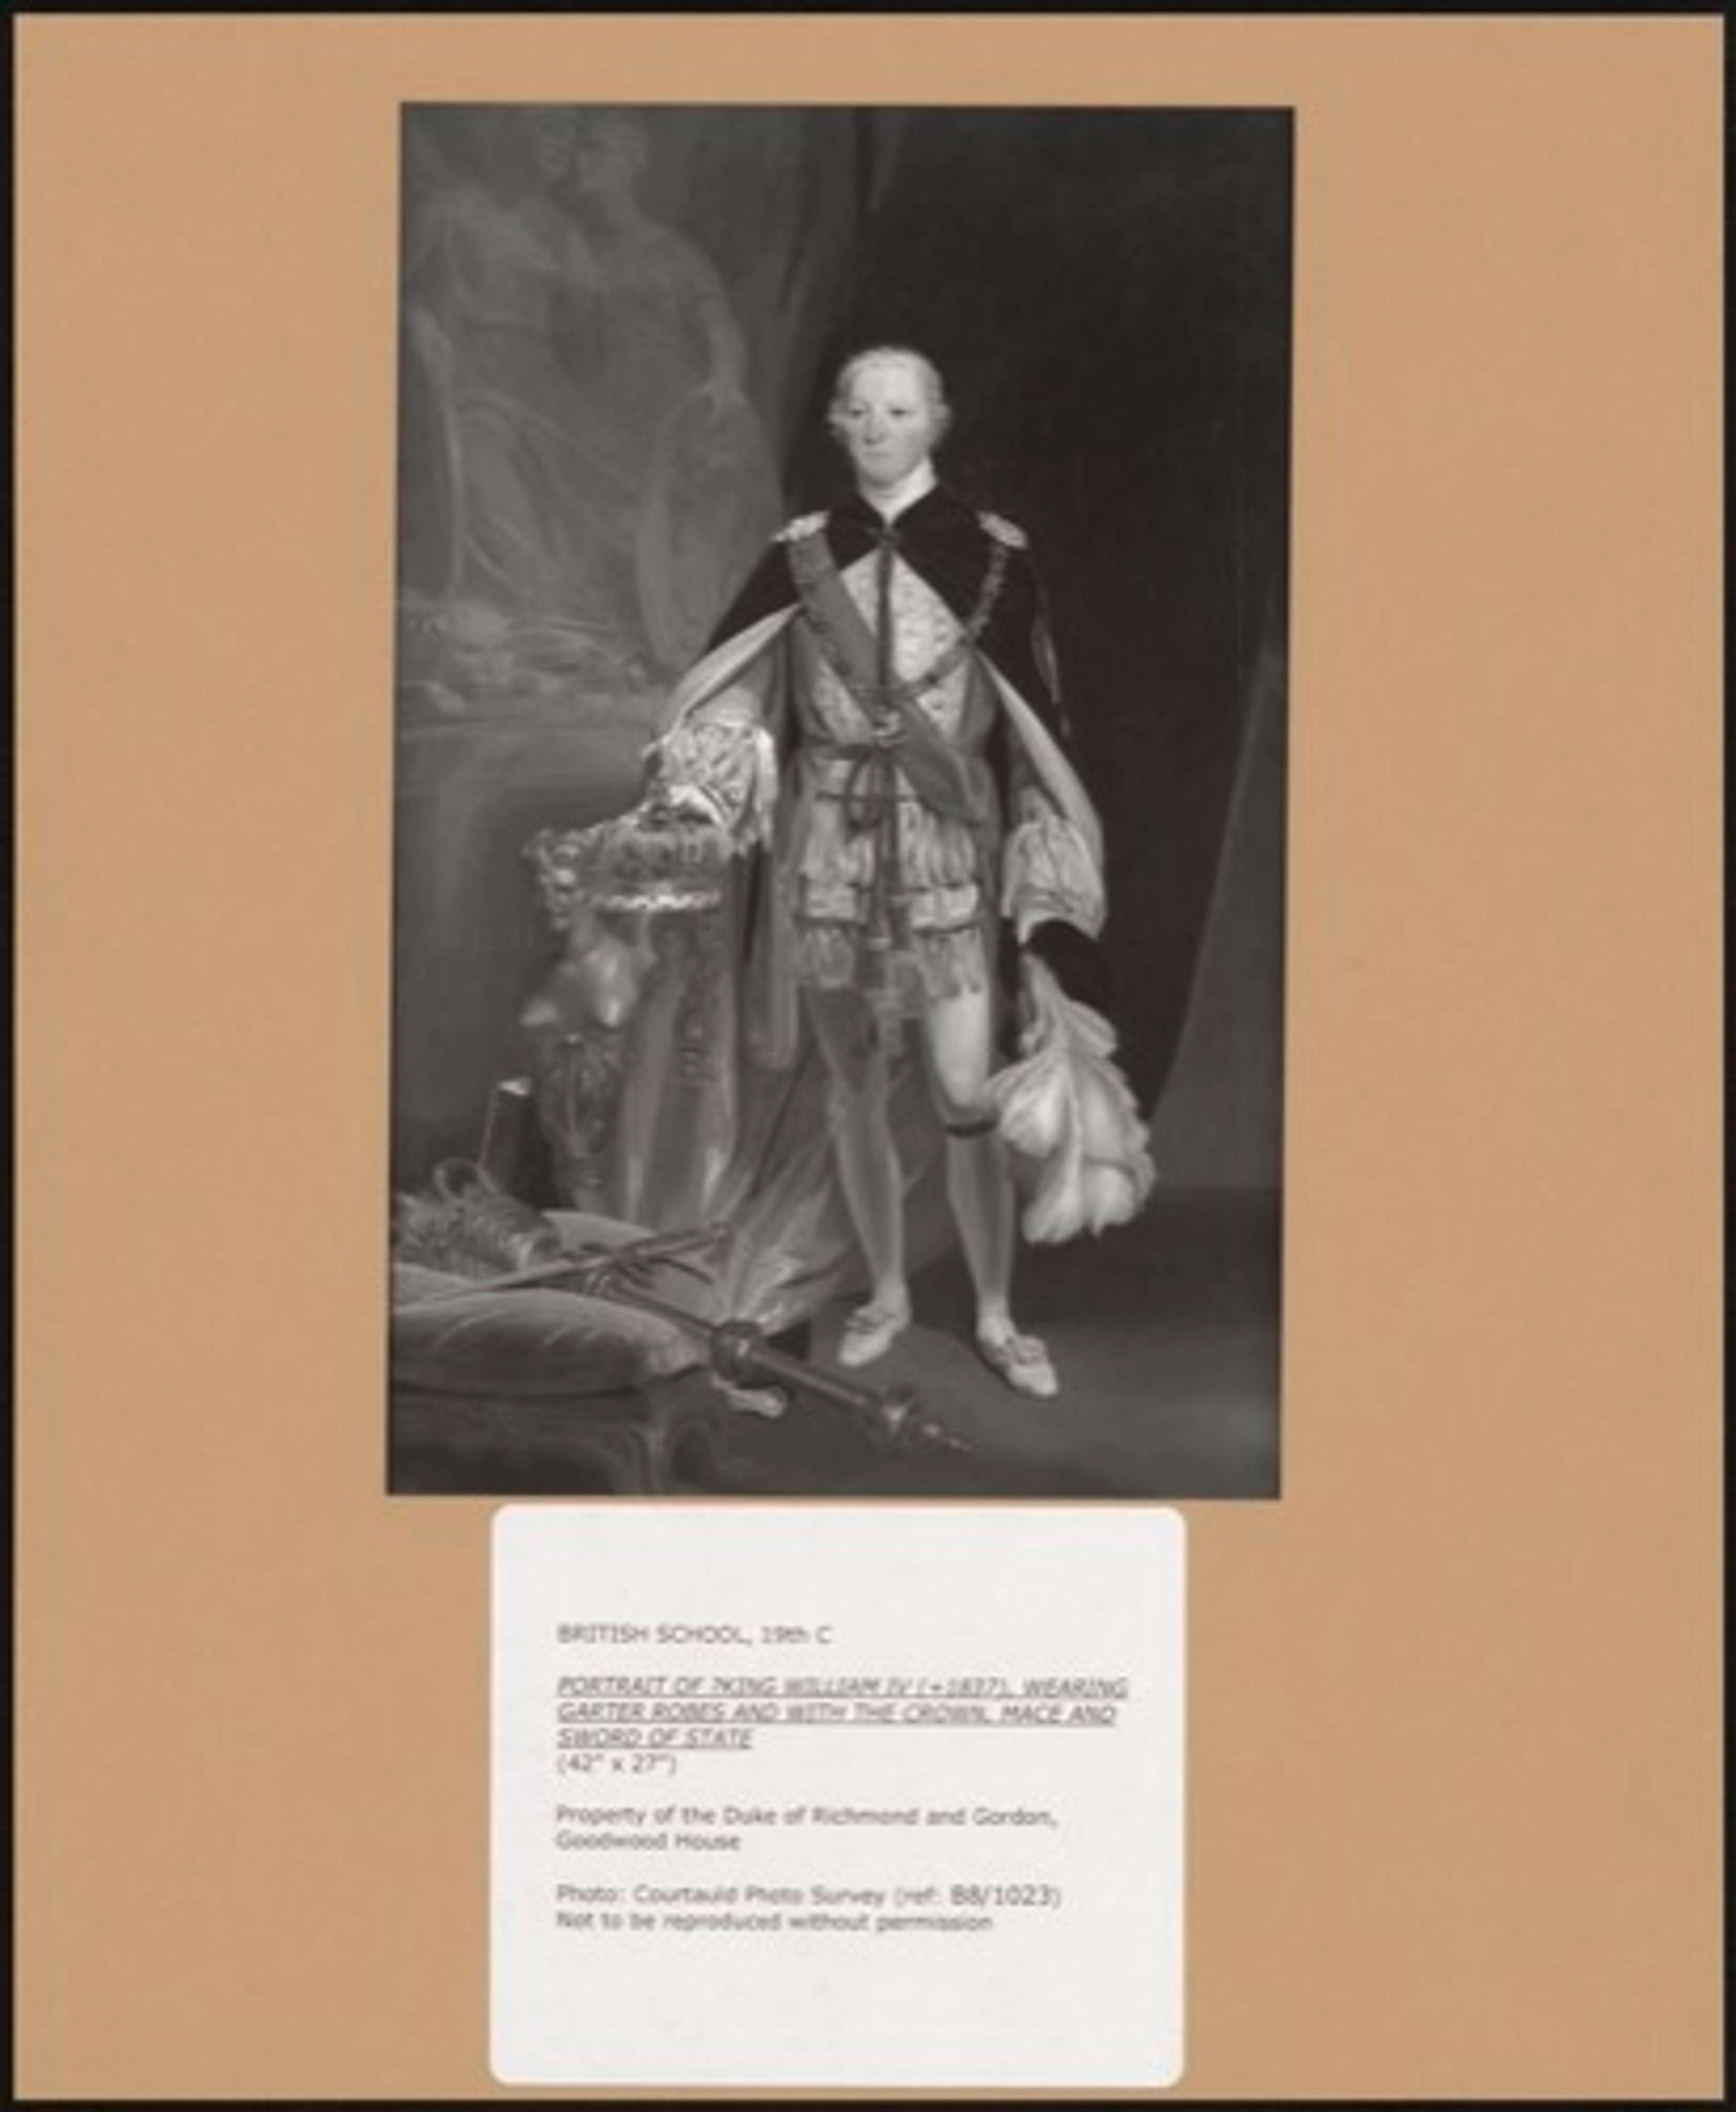 BRITISH SCHOOL, 19th C
PORTRAIT OF ?KING WILLIAM IV (+1837), WEARING
GARTER ROBES AND WITH THE CROWN, MACE AND
SWORD OF STATE
(42" x 27")
Property of the Duke of Richmond and Gordon,
Goodwood House
Photo: Courtauld Photo Survey (ref: B8/1023)
Not to be reproduced without permission